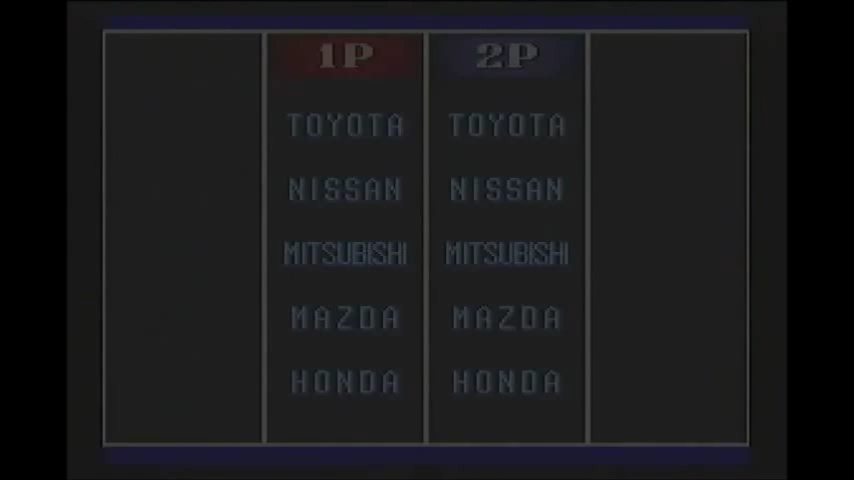 1P 2P
TOYOTA TOYOTA
NISSAN NISSAN
MITSUBISHI MITSUBISHI
MAZDA MAZDA
HONDA HONDA